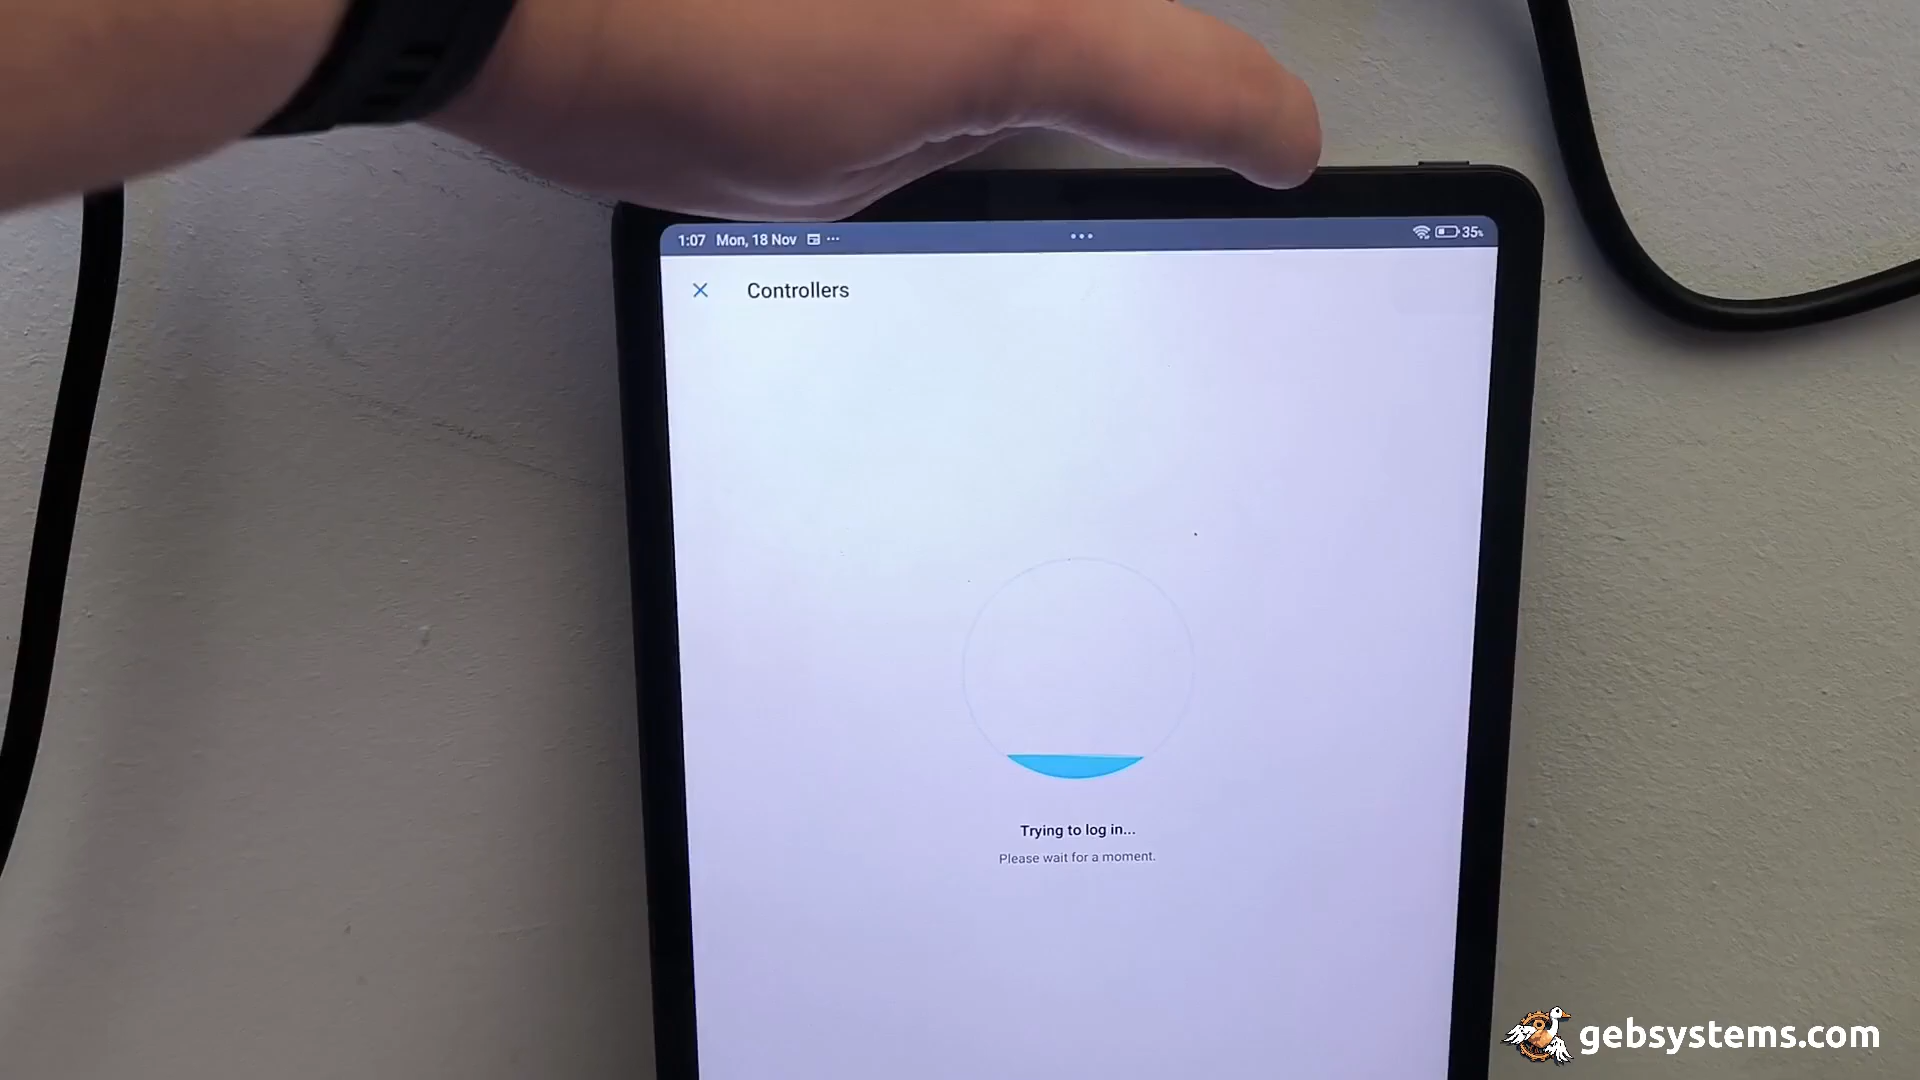 1:07 Mon, 18 Nov
35%
Controllers
Trying to log in...
Please wait for a moment.
gebsystems.com